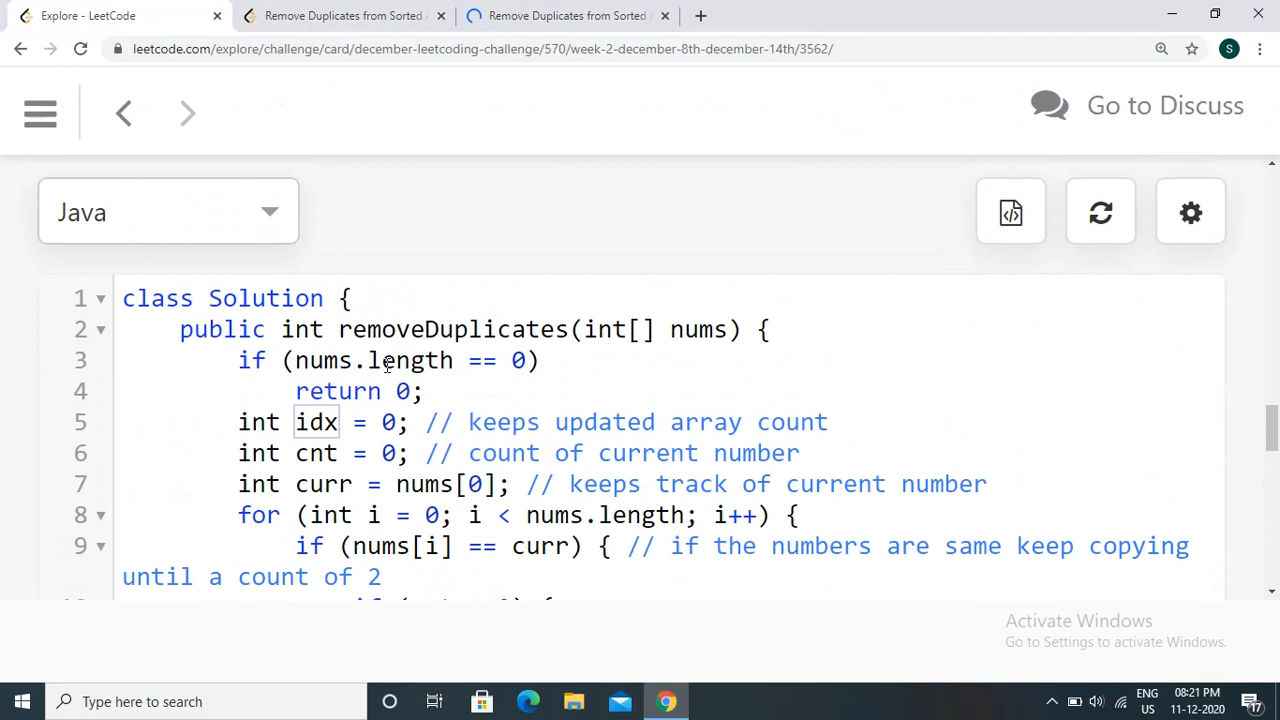 Explore - LeetCode
Remove Duplicates from Sorted
Remove Duplicates from Sorted
leetcode.com/explore/challenge/card/december-leetcoding-challenge/570/week-2-december-8th-december-14th/3562/
S
Go to Discuss
Java
1 class Solution {
2 public int removeDuplicates(int[] nums) {
3 if (nums.length == 0)
4 return 0;
5 int idx = 0; // keeps updated array count
6 int cnt = 0; // count of current number
7 int curr = nums[0]; // keeps track of current number
8 for (int i = 0; i < nums.length; i++) {
9 if (nums[i] == curr) { // if the numbers are same keep copying
until a count of 2
Activate Windows
Go to Settings to activate Windows.
Type here to search
ENG
US
08:21 PM
11-12-2020
17